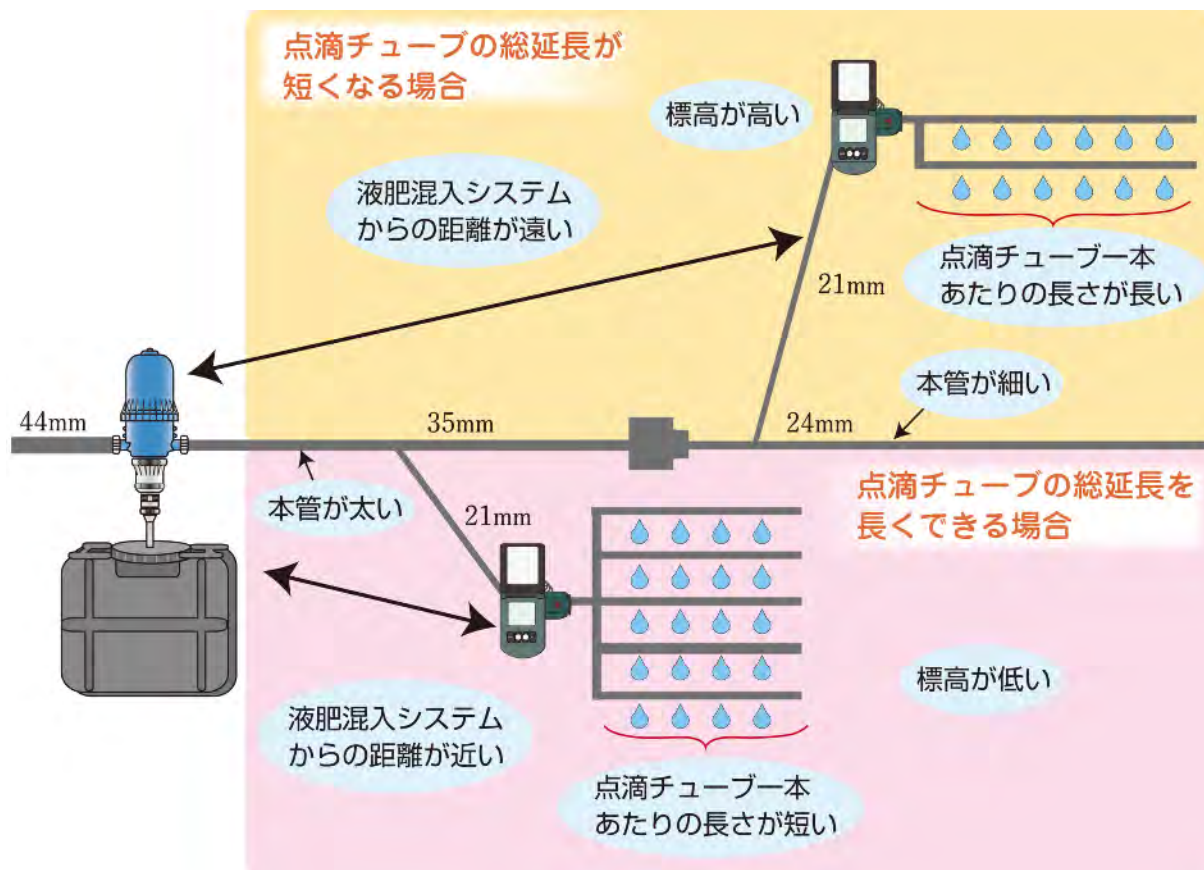 点滴チューブの総延長が
短くなる場合
標高が高い
液肥混入システム
からの距離が遠い
点滴チューブ一本
あたりの長さが長い
21mm
本管が細い
44mm
35mm
24mm
本管が太い
21mm
点滴チューブの総延長を
長くできる場合
標高が低い
液肥混入システム
からの距離が近い
点滴チューブ一本
あたりの長さが短い